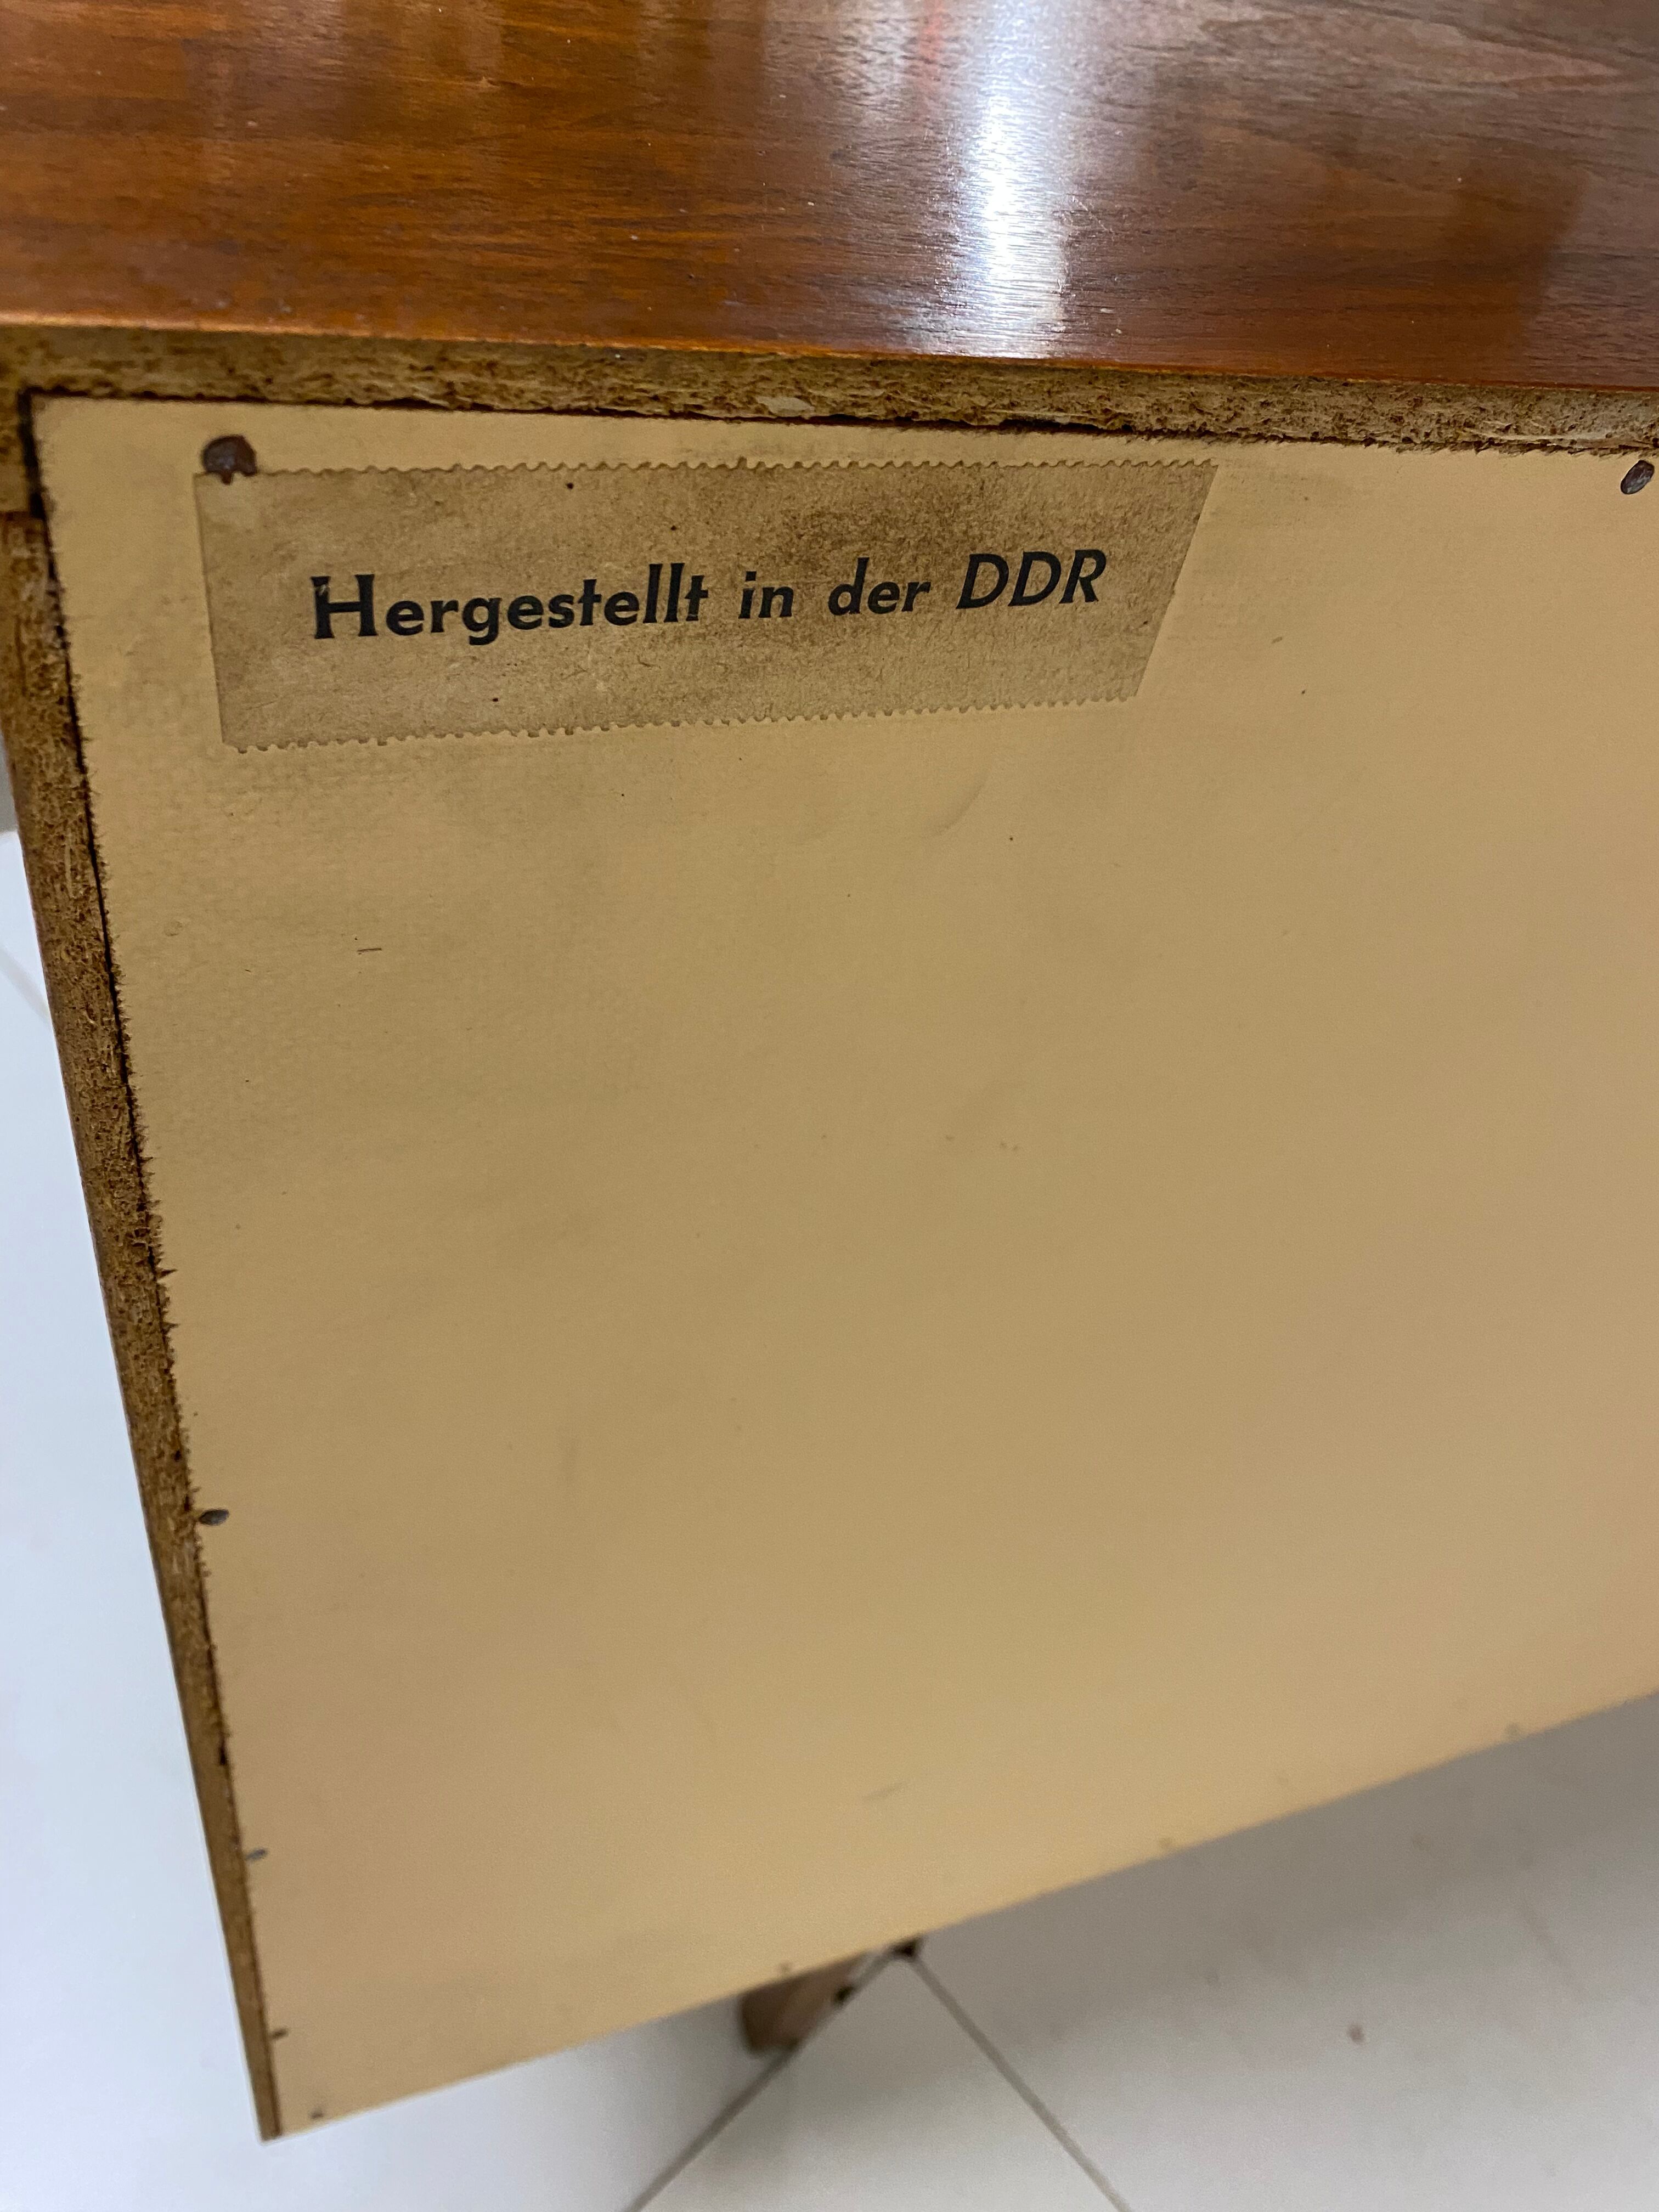 Hergestellt in der DDR